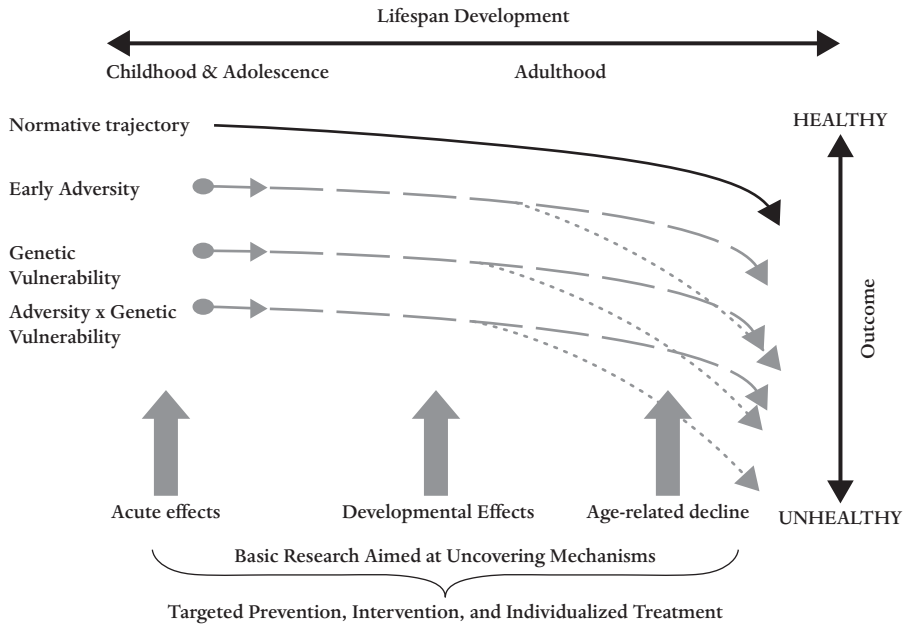 Lifespan Development
Childhood & Adolescence
Adulthood
Normative trajectory
HEALTHY
Early Adversity
Genetic
Vulnerability
Adversity x Genetic
Vulnerability
Outcome
Acute effects
Developmental Effects
Age-related decline
UNHEALTHY
Basic Research Aimed at Uncovering Mechanisms
Targeted Prevention, Intervention, and Individualized Treatment